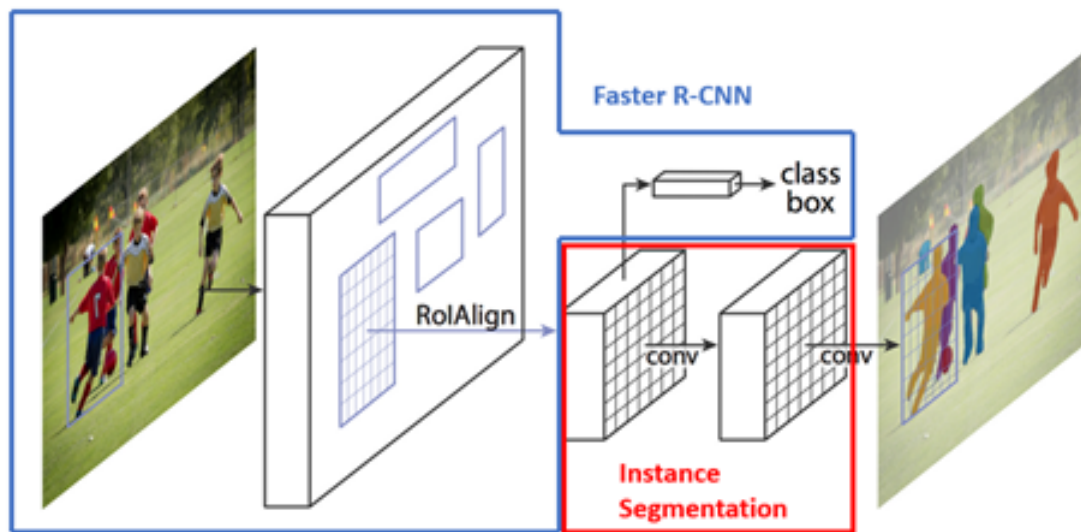 Faster R-CNN
class
box
RoIAlign
conv
conv
Instance
Segmentation